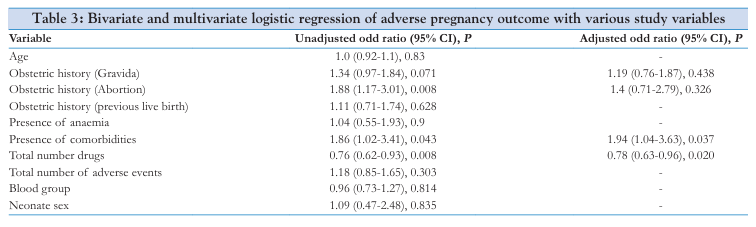 Table 3: Bivariate and multivariate logistic regression of adverse pregnancy outcome with various study variables
Variable Unadjusted odd ratio (95% CI), P Adjusted odd ratio (95% CI), P
Age 1.0 (0.92-1.1), 0.83 -
Obstetric history (Gravida) 1.34 (0.97-1.84), 0.071 1.19 (0.76-1.87), 0.438
Obstetric history (Abortion) 1.88 (1.17-3.01), 0.008 1.4 (0.71-2.79), 0.326
Obstetric history (previous live birth) 1.11 (0.71-1.74), 0.628 -
Presence of anaemia 1.04 (0.55-1.93), 0.9 -
Presence of comorbidities 1.86 (1.02-3.41), 0.043 1.94 (1.04-3.63), 0.037
Total number drugs 0.76 (0.62-0.93), 0.008 0.78 (0.63-0.96), 0.020
Total number of adverse events 1.18 (0.85-1.65), 0.303 -
Blood group 0.96 (0.73-1.27), 0.814 -
Neonate sex 1.09 (0.47-2.48), 0.835 -